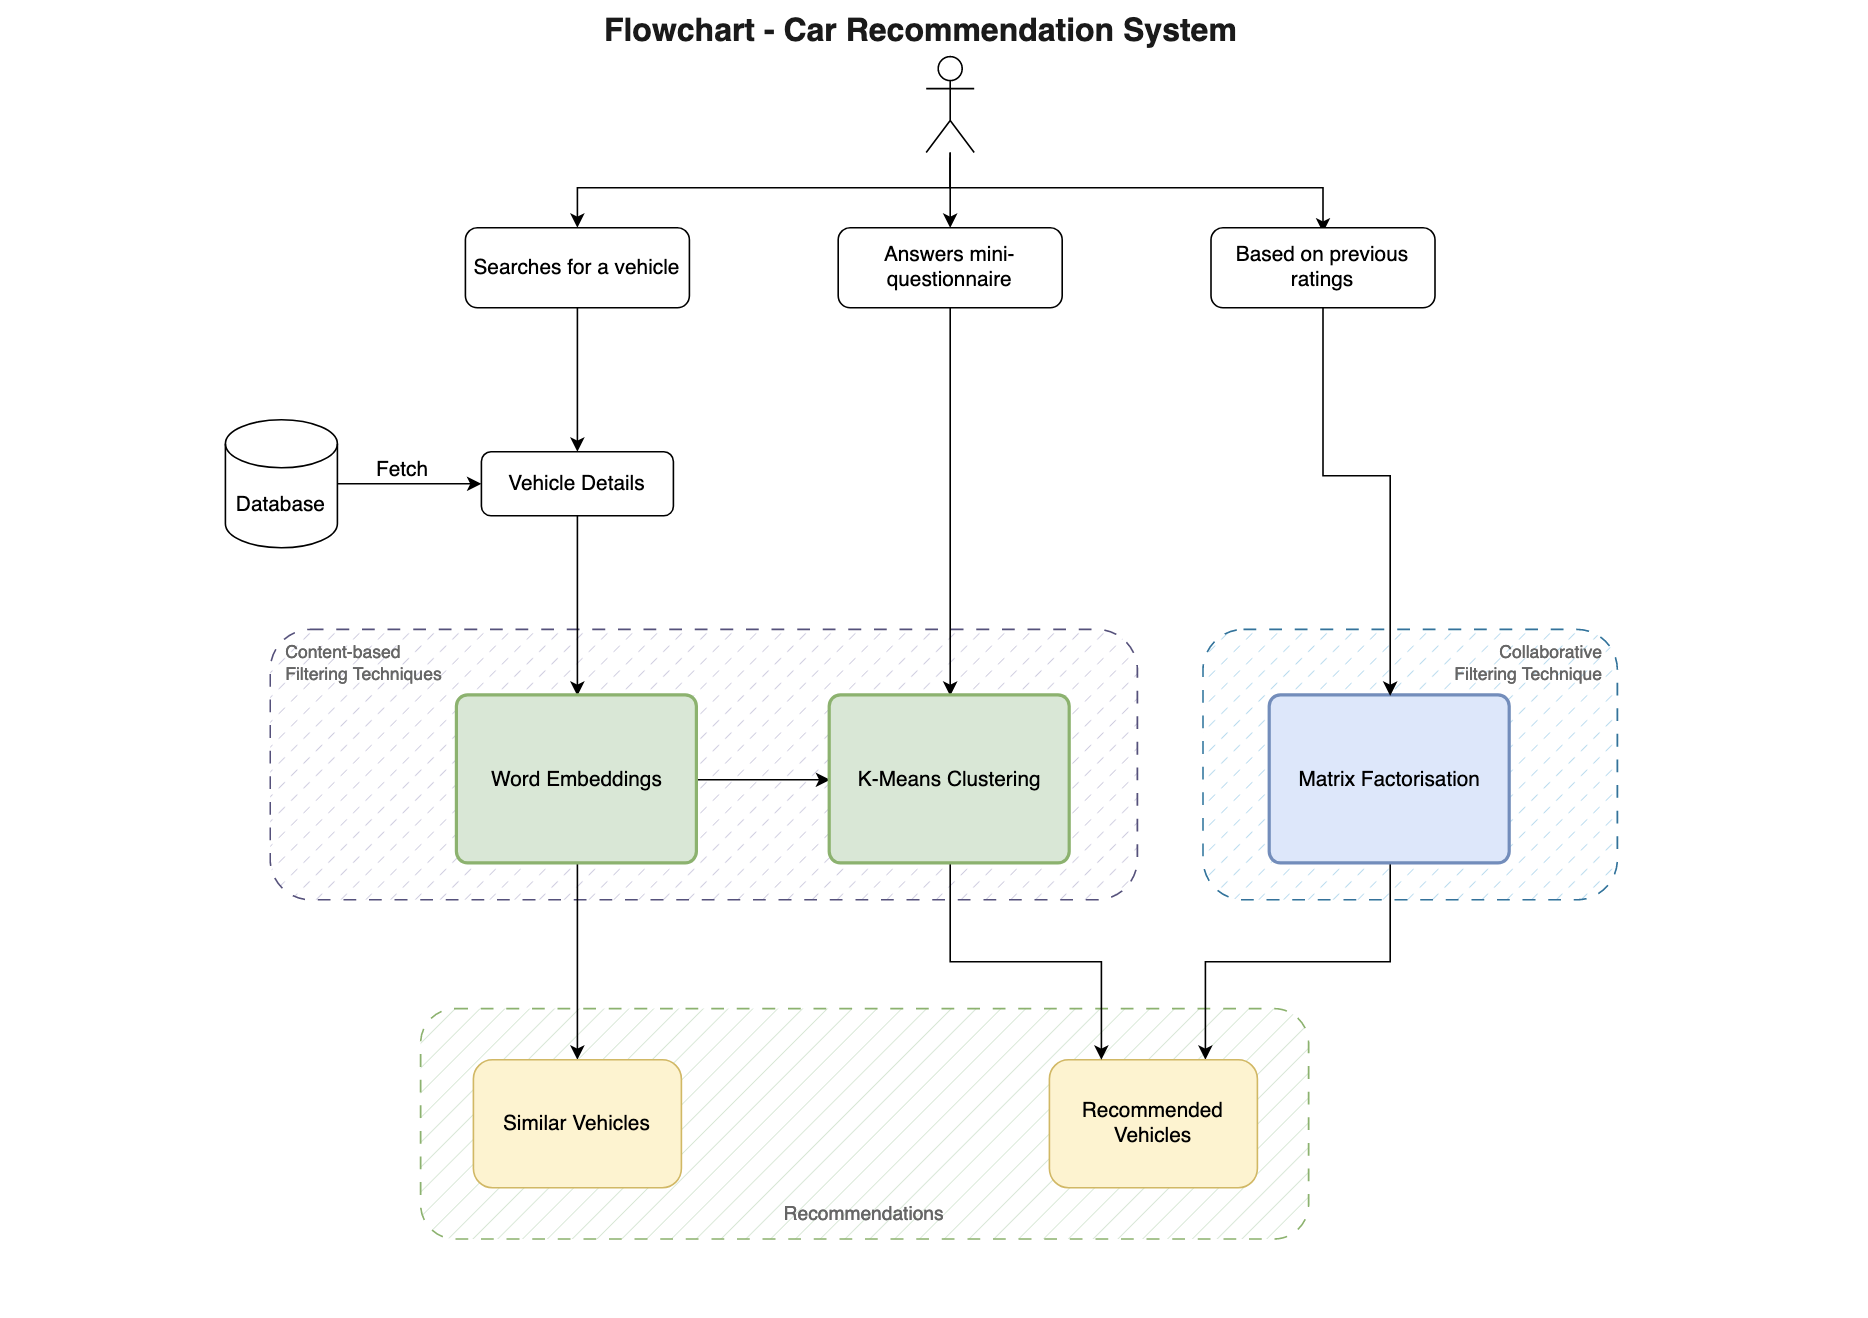 Flowchart - Car Recommendation System
Searches for a vehicle
Answers mini-
questionnaire
Based on previous
ratings
Database
Fetch
Vehicle Details
Content-based
Filtering Techniques
Collaborative
Filtering Technique
Word Embeddings
K-Means Clustering
Matrix Factorisation
Similar Vehicles
Recommended
Vehicles
Recommendations